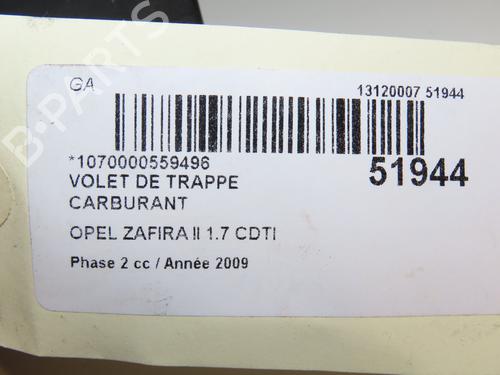 GA
13120007 51944
*1070000559496
51944
VOLET DE TRAPPE
CARBURANT
OPEL ZAFIRA II 1.7 CDTI
Phase 2 cc / Année 2009
B-PARTS